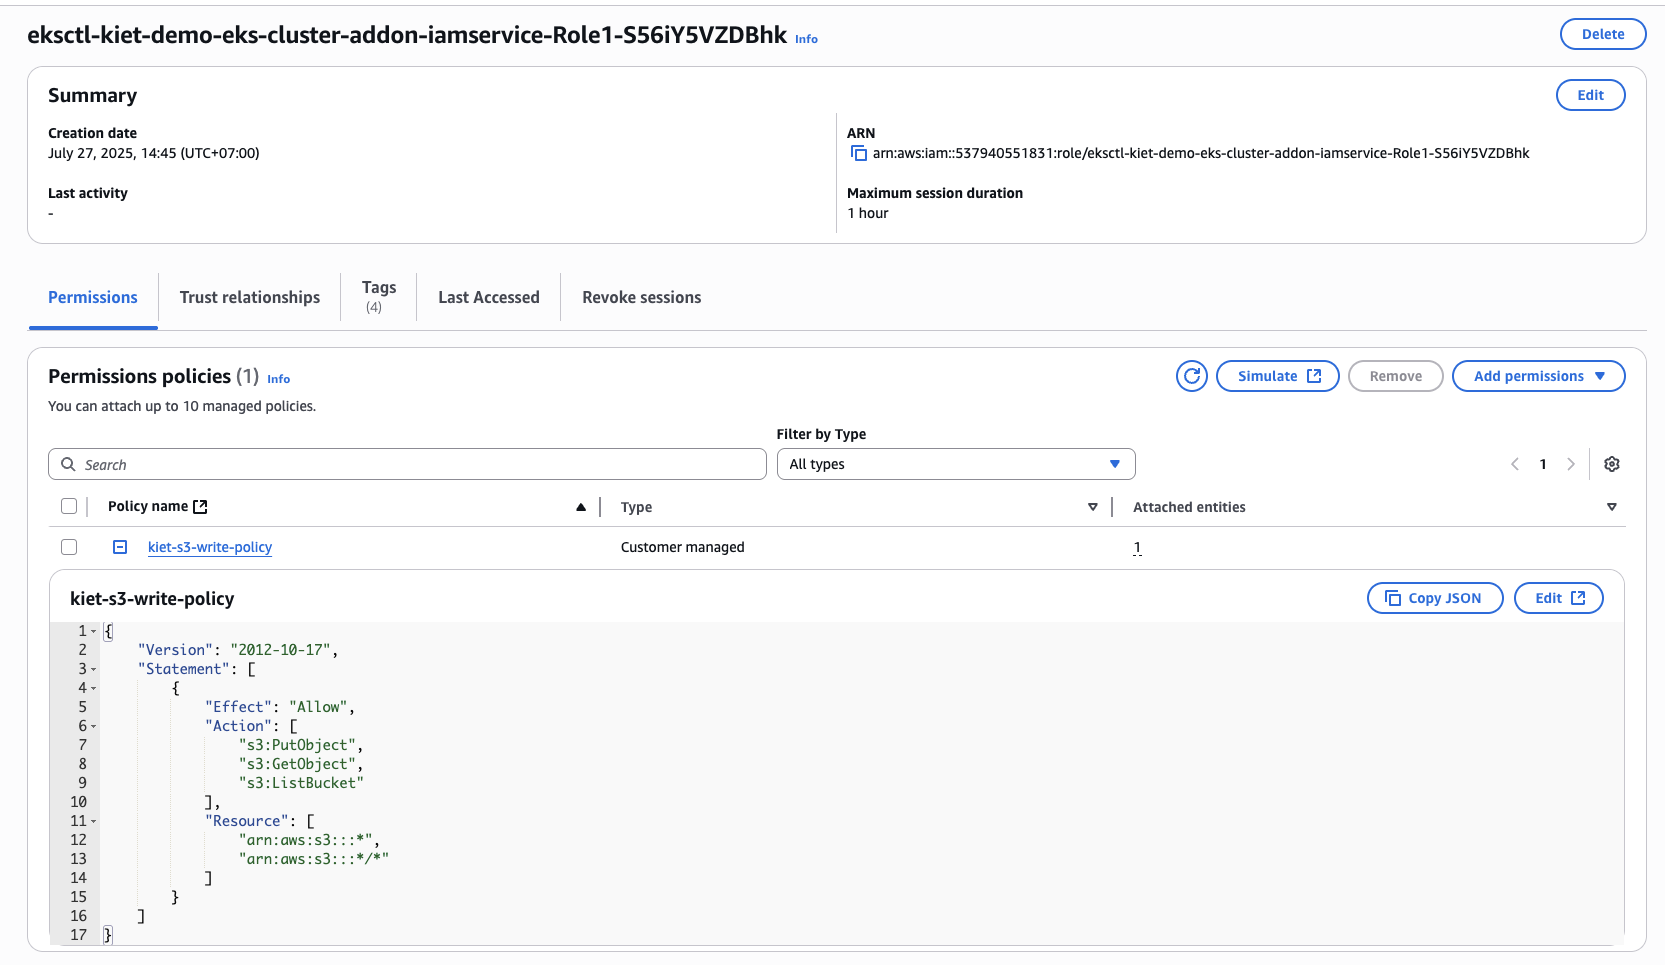 eksctl-kiet-demo-eks-cluster-addon-iamservice-Role1-S56iY5VZDBhk Info
Delete
Summary
Edit
Creation date
July 27, 2025, 14:45 (UTC+07:00)
ARN
arn:aws:iam::537940551831:role/eksctl-kiet-demo-eks-cluster-addon-iamservice-Role1-S56iY5VZDBhk
Last activity
-
Maximum session duration
1 hour
Permissions
Trust relationships
Tags
(4)
Last Accessed
Revoke sessions
Permissions policies (1) Info
You can attach up to 10 managed policies.
Simulate
Remove
Add permissions
Filter by Type
Search
All types
1
Policy name
Type
Attached entities
kiet-s3-write-policy
Customer managed
1
kiet-s3-write-policy
Copy JSON
Edit
1 {
2 "Version": "2012-10-17",
3 "Statement": [
4 {
5 "Effect": "Allow",
6 "Action": [
7 "s3:PutObject",
8 "s3:GetObject",
9 "s3:ListBucket"
10 ],
11 "Resource": [
12 "arn:aws:s3:::*",
13 "arn:aws:s3:::*/*"
14 ]
15 }
16 ]
17 }